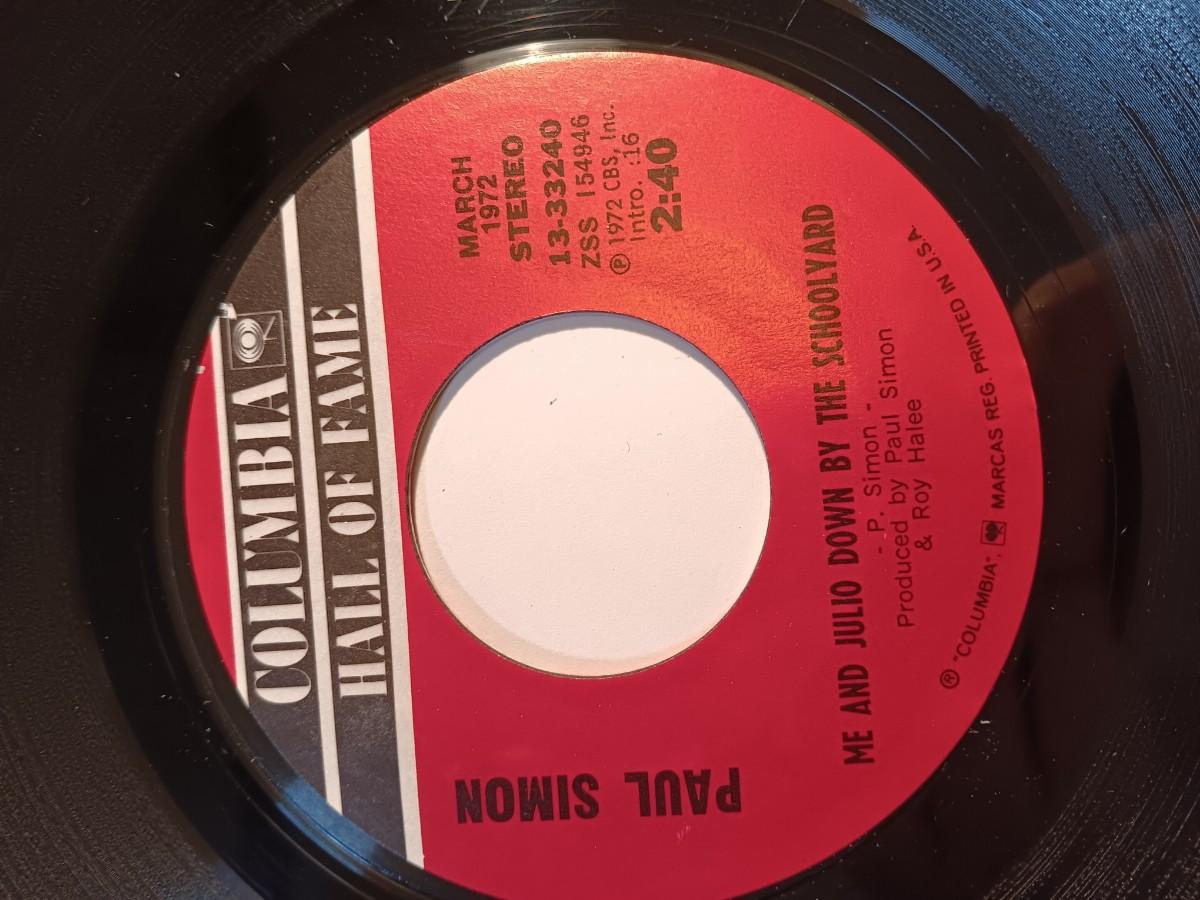 COLUMBIA
HALL OF FAME
MARCH
1972
STEREO
13-33240
ZSS 154946
℗ 1972 CBS, Inc.
Intro. :16
2:40
PAUL SIMON
ME AND JULIO DOWN BY THE SCHOOLYARD
- P. Simon -
Produced by Paul Simon
& Roy Halee
® "COLUMBIA", MARCAS REG. PRINTED IN U.S.A.